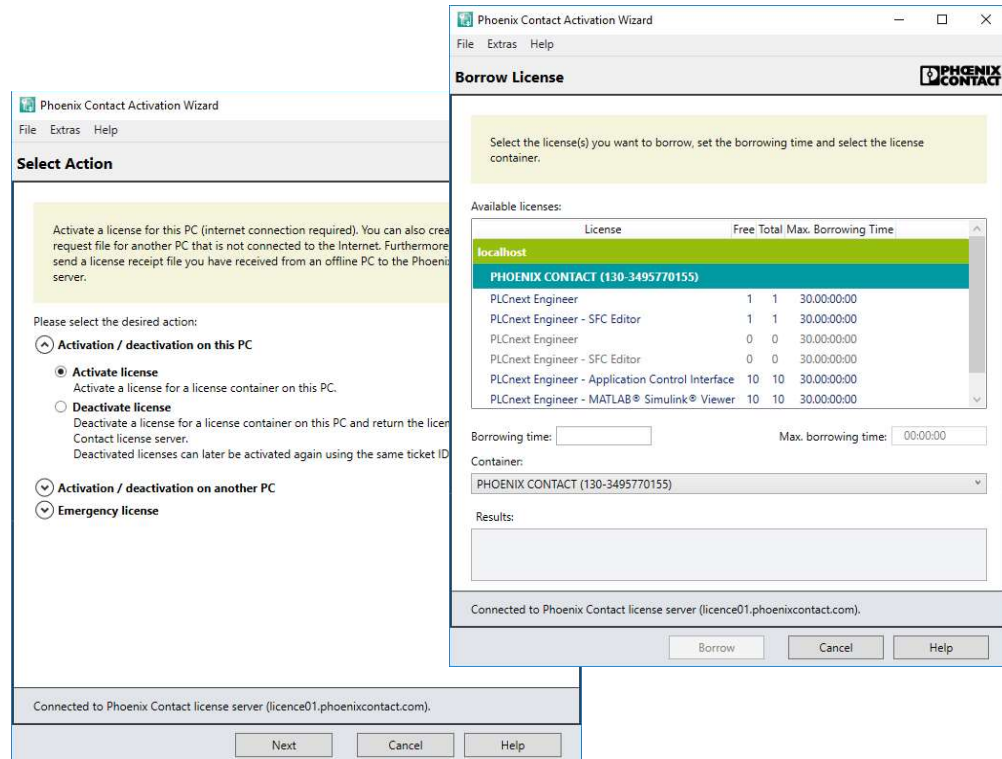 Phoenix Contact Activation Wizard
File Extras Help
Select Action
Activate a license for this PC (internet connection required). You can also crea
request file for another PC that is not connected to the Internet. Furthermore
send a license receipt file you have received from an offline PC to the Phoeni
server.
Please select the desired action:
Activation / deactivation on this PC
Activate license
Activate a license for a license container on this PC.
Deactivate license
Deactivate a license for a license container on this PC and return the licen
Contact license server.
Deactivated licenses can later be activated again using the same ticket ID
Activation / deactivation on another PC
Emergency license
Connected to Phoenix Contact license server (licence01.phoenixcontact.com).
Next Cancel Help
Phoenix Contact Activation Wizard
File Extras Help
Borrow License
PHŒNIX
CONTACT
Select the license(s) you want to borrow, set the borrowing time and select the license
container.
Available licenses:
License Free Total Max. Borrowing Time
localhost
PHOENIX CONTACT (130-3495770155)
PLCnext Engineer 1 1 30.00:00:00
PLCnext Engineer - SFC Editor 1 1 30.00:00:00
PLCnext Engineer 0 0 30.00:00:00
PLCnext Engineer - SFC Editor 0 0 30.00:00:00
PLCnext Engineer - Application Control Interface 10 10 30.00:00:00
PLCnext Engineer - MATLAB® Simulink® Viewer 10 10 30.00:00:00
Borrowing time: Max. borrowing time: 00:00:00
Container:
PHOENIX CONTACT (130-3495770155)
Results:
Connected to Phoenix Contact license server (licence01.phoenixcontact.com).
Borrow Cancel Help